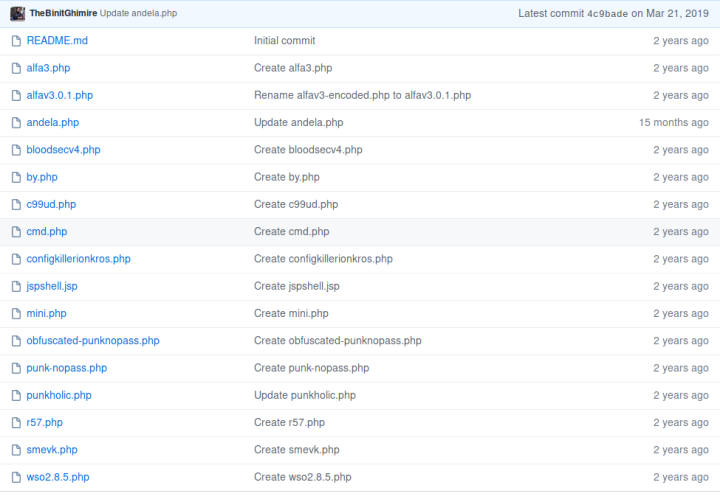 TheBinitGhimire Update andela.php Latest commit 4c9bade on Mar 21, 2019
README.md Initial commit 2 years ago
alfa3.php Create alfa3.php 2 years ago
alfav3.0.1.php Rename alfav3-encoded.php to alfav3.0.1.php 2 years ago
andela.php Update andela.php 15 months ago
bloodsecv4.php Create bloodsecv4.php 2 years ago
by.php Create by.php 2 years ago
c99ud.php Create c99ud.php 2 years ago
cmd.php Create cmd.php 2 years ago
configkillerionkros.php Create configkillerionkros.php 2 years ago
jspshell.jsp Create jspshell.jsp 2 years ago
mini.php Create mini.php 2 years ago
obfuscated-punknopass.php Create obfuscated-punknopass.php 2 years ago
punk-nopass.php Create punk-nopass.php 2 years ago
punkholic.php Update punkholic.php 2 years ago
r57.php Create r57.php 2 years ago
smevk.php Create smevk.php 2 years ago
wso2.8.5.php Create wso2.8.5.php 2 years ago